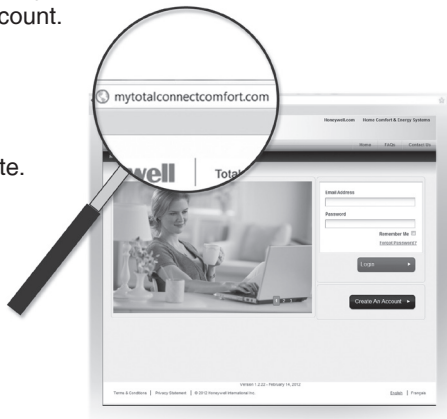 count.
te.
mytotalconnectcomfort.com
Honeywell.com Home Comfort & Energy Systems
Home FAQs Contact Us
well Total
Email Address
Password
Remember Me
Forgot Password?
Login
Create An Account
Version 1.2.22 - February 14, 2012
Terms & Conditions | Privacy Statement | © 2012 Honeywell International Inc.
English | Français